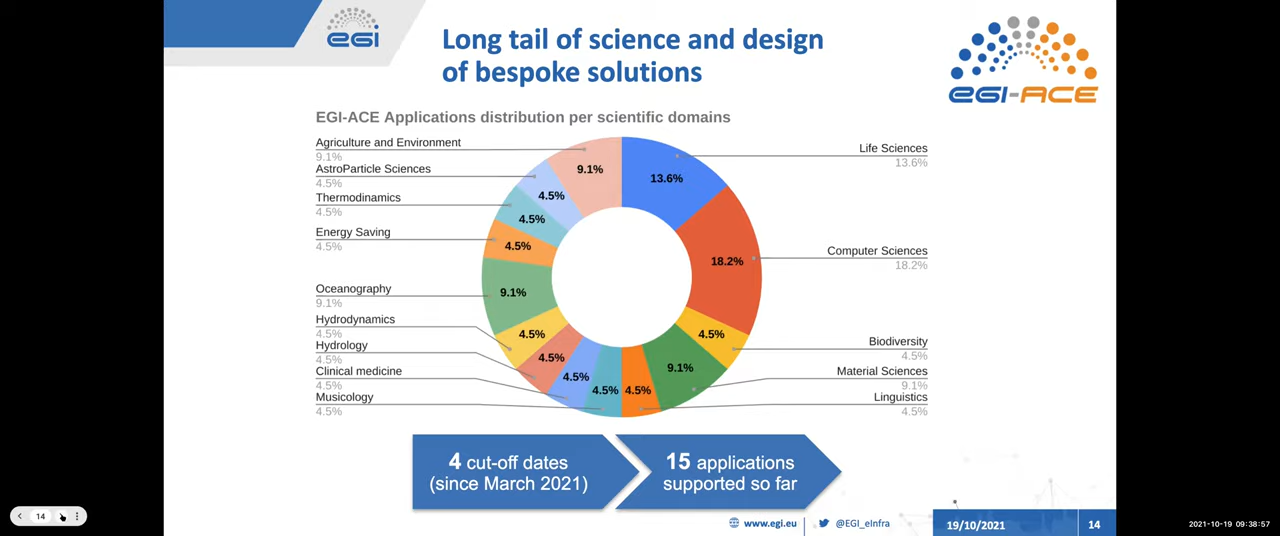 egi
Long tail of science and design
of bespoke solutions
EGI-ACE
EGI-ACE Applications distribution per scientific domains
Agriculture and Environment
9.1%
AstroParticle Sciences
4.5%
Thermodinamics
4.5%
Energy Saving
4.5%
Oceanography
9.1%
Hydrodynamics
4.5%
Hydrology
4.5%
Clinical medicine
4.5%
Musicology
4.5%
9.1%
4.5%
4.5%
4.5%
9.1%
4.5%
4.5%
4.5%
4.5%
4.5%
9.1%
4.5%
18.2%
13.6%
Life Sciences
13.6%
Computer Sciences
18.2%
Biodiversity
4.5%
Material Sciences
9.1%
Linguistics
4.5%
4 cut-off dates
(since March 2021)
15 applications
supported so far
14
www.egi.eu
@EGI_eInfra
19/10/2021
14
2021-10-19 09:38:57